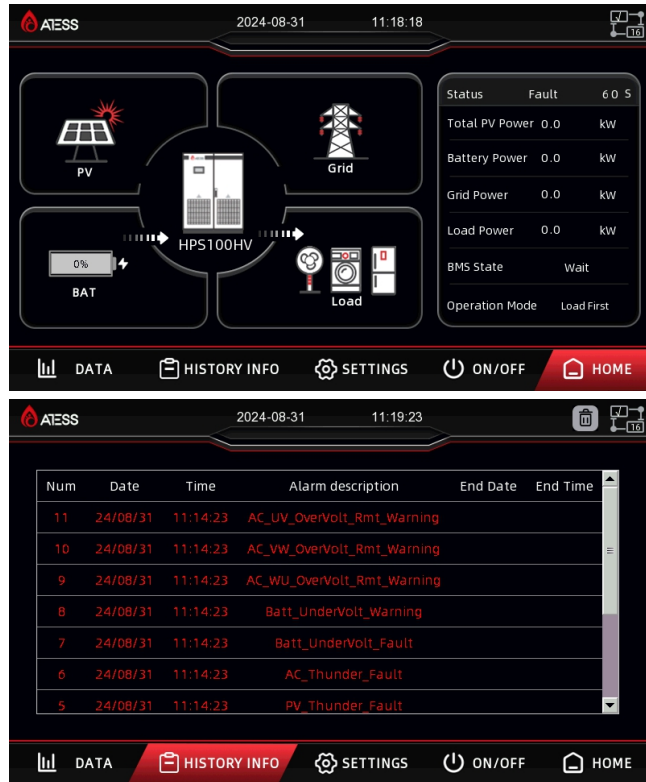 ATESS 2024-08-31 11:18:18
16
Status Fault 60 S
Total PV Power 0.0 kW
PV
Grid
Battery Power 0.0 kW
Grid Power 0.0 kW
HPS100HV
Load Power 0.0 kW
0%
BAT
Load
BMS State Wait
Operation Mode Load First
DATA HISTORY INFO SETTINGS ON/OFF HOME
ATESS 2024-08-31 11:19:23
16
Num Date Time Alarm description End Date End Time
11 24/08/31 11:14:23 AC_UV_OverVolt_Rmt_Warning
10 24/08/31 11:14:23 AC_VW_OverVolt_Rmt_Warning
9 24/08/31 11:14:23 AC_WU_OverVolt_Rmt_Warning
8 24/08/31 11:14:23 Batt_UnderVolt_Warning
7 24/08/31 11:14:23 Batt_UnderVolt_Fault
6 24/08/31 11:14:23 AC_Thunder_Fault
5 24/08/31 11:14:23 PV_Thunder_Fault
DATA HISTORY INFO SETTINGS ON/OFF HOME